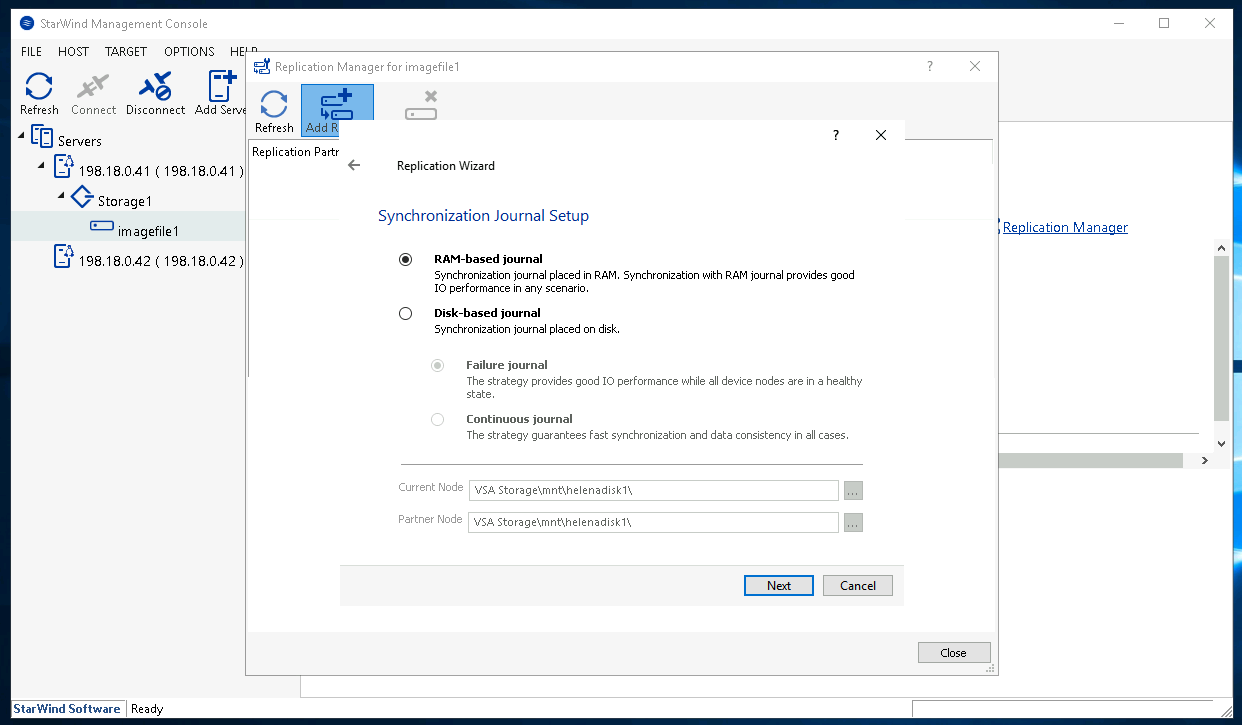 StarWind Management Console
FILE HOST TARGET OPTIONS HELP
Replication Manager for imagefile1
?
Refresh Connect Disconnect Add Serve
Refresh Add R
Servers
Replication Partn
?
198.18.0.41 ( 198.18.0.41 )
Replication Wizard
Storage1
Synchronization Journal Setup
imagefile1
Replication Manager
198.18.0.42 ( 198.18.0.42 )
RAM-based journal
Synchronization journal placed in RAM. Synchronization with RAM journal provides good
IO performance in any scenario.
Disk-based journal
Synchronization journal placed on disk.
Failure journal
The strategy provides good IO performance while all device nodes are in a healthy
state.
Continuous journal
The strategy guarantees fast synchronization and data consistency in all cases.
Current Node VSA Storage\mnt\helenadisk1\ ...
Partner Node VSA Storage\mnt\helenadisk1\ ...
Next Cancel
Close
StarWind Software Ready